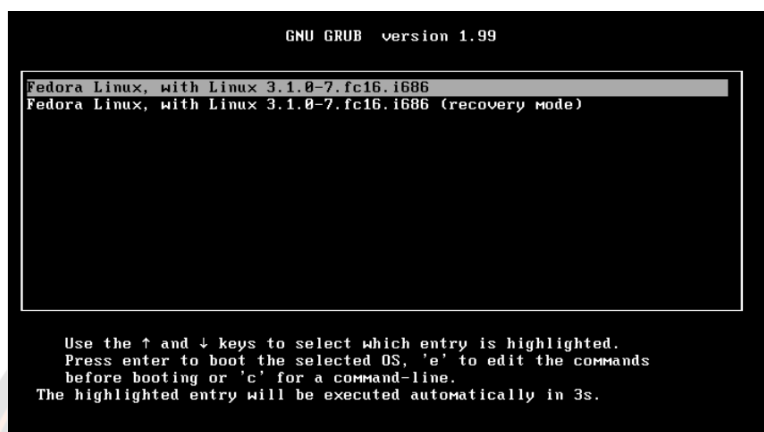 GNU GRUB version 1.99
Fedora Linux, with Linux 3.1.0-7.fc16.i686
Fedora Linux, with Linux 3.1.0-7.fc16.i686 (recovery mode)
Use the ↑ and ↓ keys to select which entry is highlighted.
Press enter to boot the selected OS, 'e' to edit the commands
before booting or 'c' for a command-line.
The highlighted entry will be executed automatically in 3s.